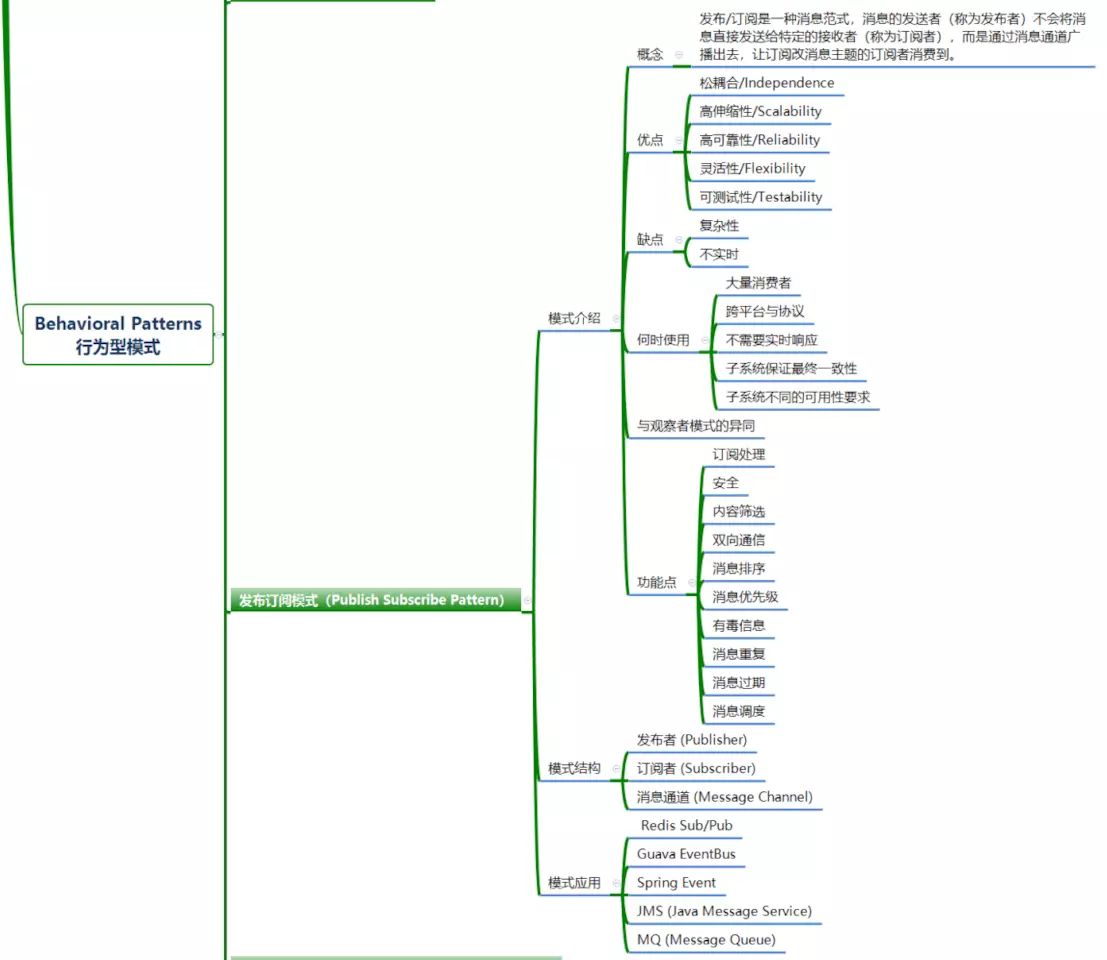 Behavioral Patterns
行为型模式
发布订阅模式（Publish Subscribe Pattern）
模式介绍
概念
发布/订阅是一种消息范式，消息的发送者（称为发布者）不会将消
息直接发送给特定的接收者（称为订阅者），而是通过消息通道广
播出去，让订阅改消息主题的订阅者消费到。
优点
松耦合/Independence
高伸缩性/Scalability
高可靠性/Reliability
灵活性/Flexibility
可测试性/Testability
缺点
复杂性
不实时
何时使用
大量消费者
跨平台与协议
不需要实时响应
子系统保证最终一致性
子系统不同的可用性要求
与观察者模式的异同
功能点
订阅处理
安全
内容筛选
双向通信
消息排序
消息优先级
有毒信息
消息重复
消息过期
消息调度
模式结构
发布者 (Publisher)
订阅者 (Subscriber)
消息通道 (Message Channel)
模式应用
Redis Sub/Pub
Guava EventBus
Spring Event
JMS (Java Message Service)
MQ (Message Queue)